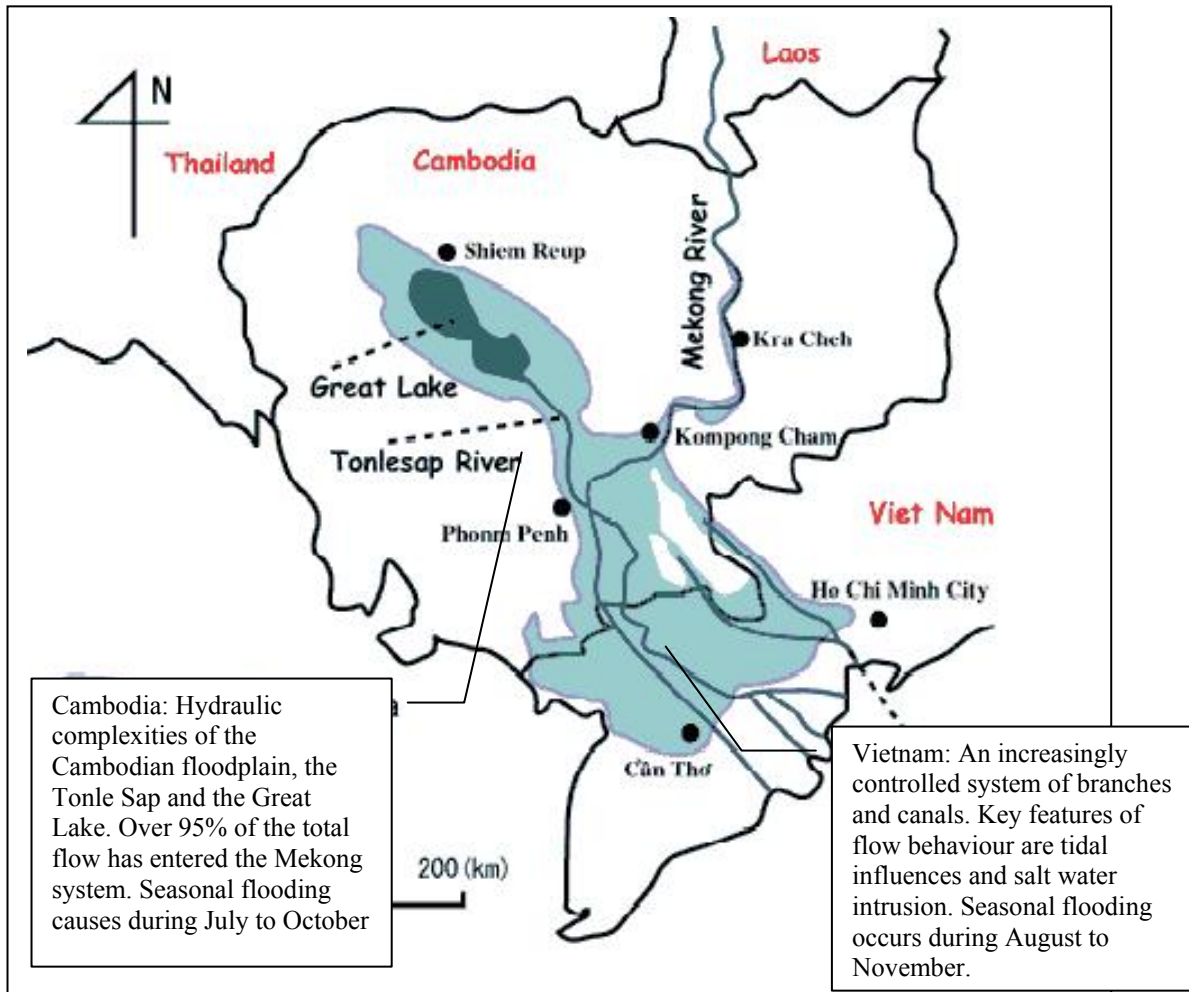 Laos
N
Thailand
Cambodia
Mekong River
Shiem Reup
Kra Cheh
Great Lake
Kompong Cham
Tonlesap River
Viet Nam
Phonm Penh
Ho Chi Minh City
Cambodia: Hydraulic
complexities of the
Cambodian floodplain, the
Tonle Sap and the Great
Lake. Over 95% of the total
flow has entered the Mekong
system. Seasonal flooding
causes during July to October
a
Cân Thơ
200 (km)
Vietnam: An increasingly
controlled system of branches
and canals. Key features of
flow behaviour are tidal
influences and salt water
intrusion. Seasonal flooding
occurs during August to
November.